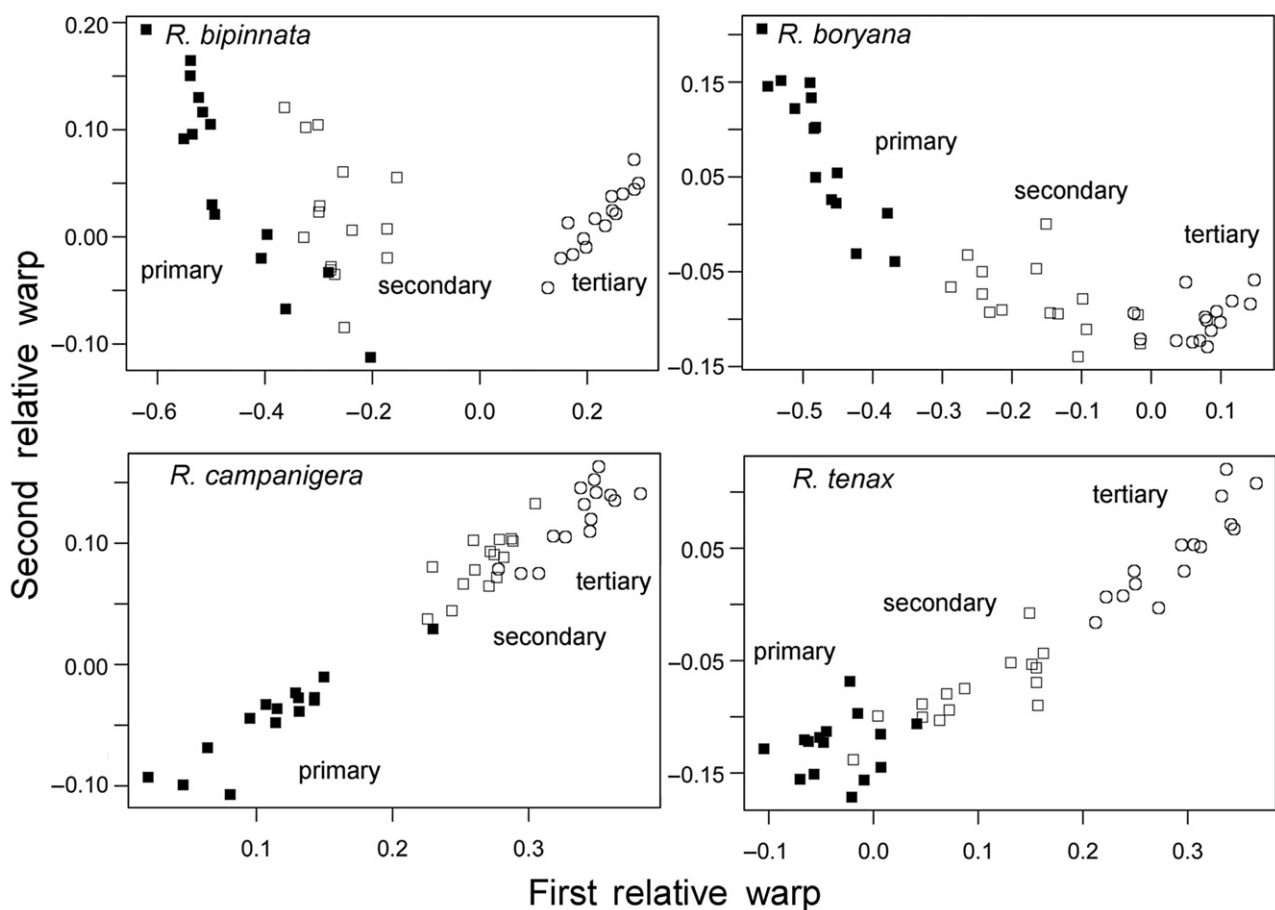 Second relative warp
R. bipinnata
0.20
0.10
0.00
−0.10
primary
secondary
tertiary
−0.6 −0.4 −0.2 0.0 0.2
R. boryana
0.15
0.05
−0.05
−0.15
primary
secondary
tertiary
−0.5 −0.4 −0.3 −0.2 −0.1 0.0 0.1
R. campanigera
0.10
0.00
−0.10
tertiary
secondary
primary
0.1 0.2 0.3
R. tenax
0.05
−0.05
−0.15
tertiary
secondary
primary
−0.1 0.0 0.1 0.2 0.3
First relative warp